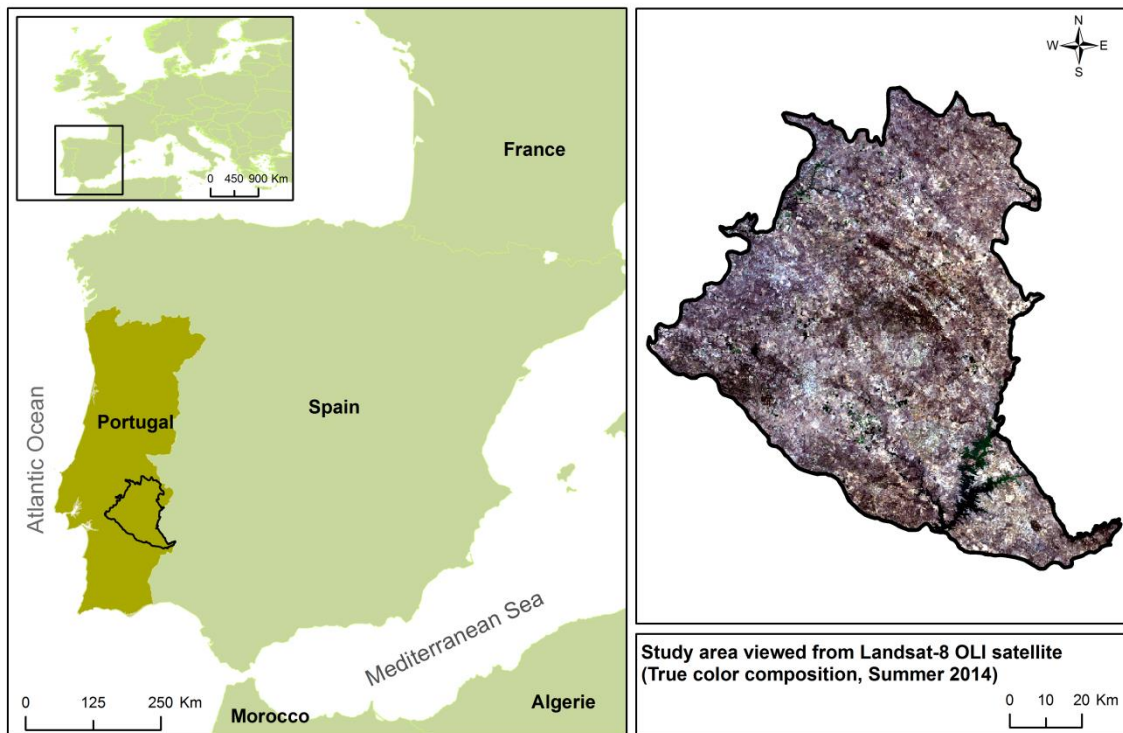 0 450 900 Km
France
Spain
Portugal
Atlantic Ocean
Mediterranean Sea
Morocco
Algerie
0 125 250 Km
N
W E
S
Study area viewed from Landsat-8 OLI satellite
(True color composition, Summer 2014)
0 10 20 Km